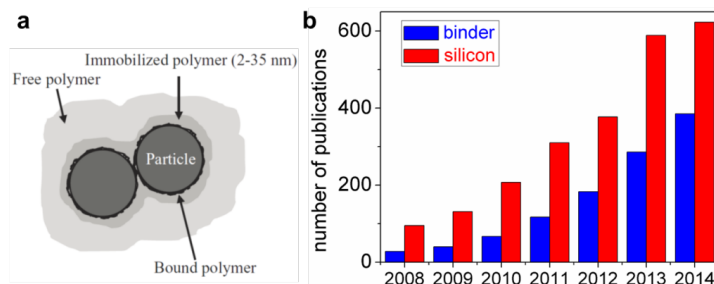 a
Immobilized polymer (2-35 nm)
Free polymer
Particle
Bound polymer
b
binder
silicon
number of publications
600
400
200
0
2008 2009 2010 2011 2012 2013 2014